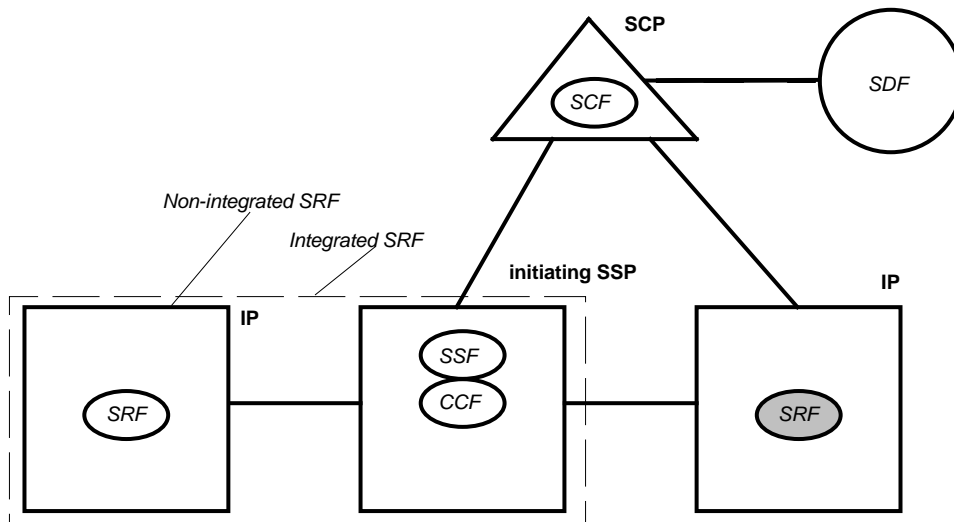 SCP
SCF
SDF
Non-integrated SRF
Integrated SRF
initiating SSP
IP
IP
SSF
SRF
CCF
SRF